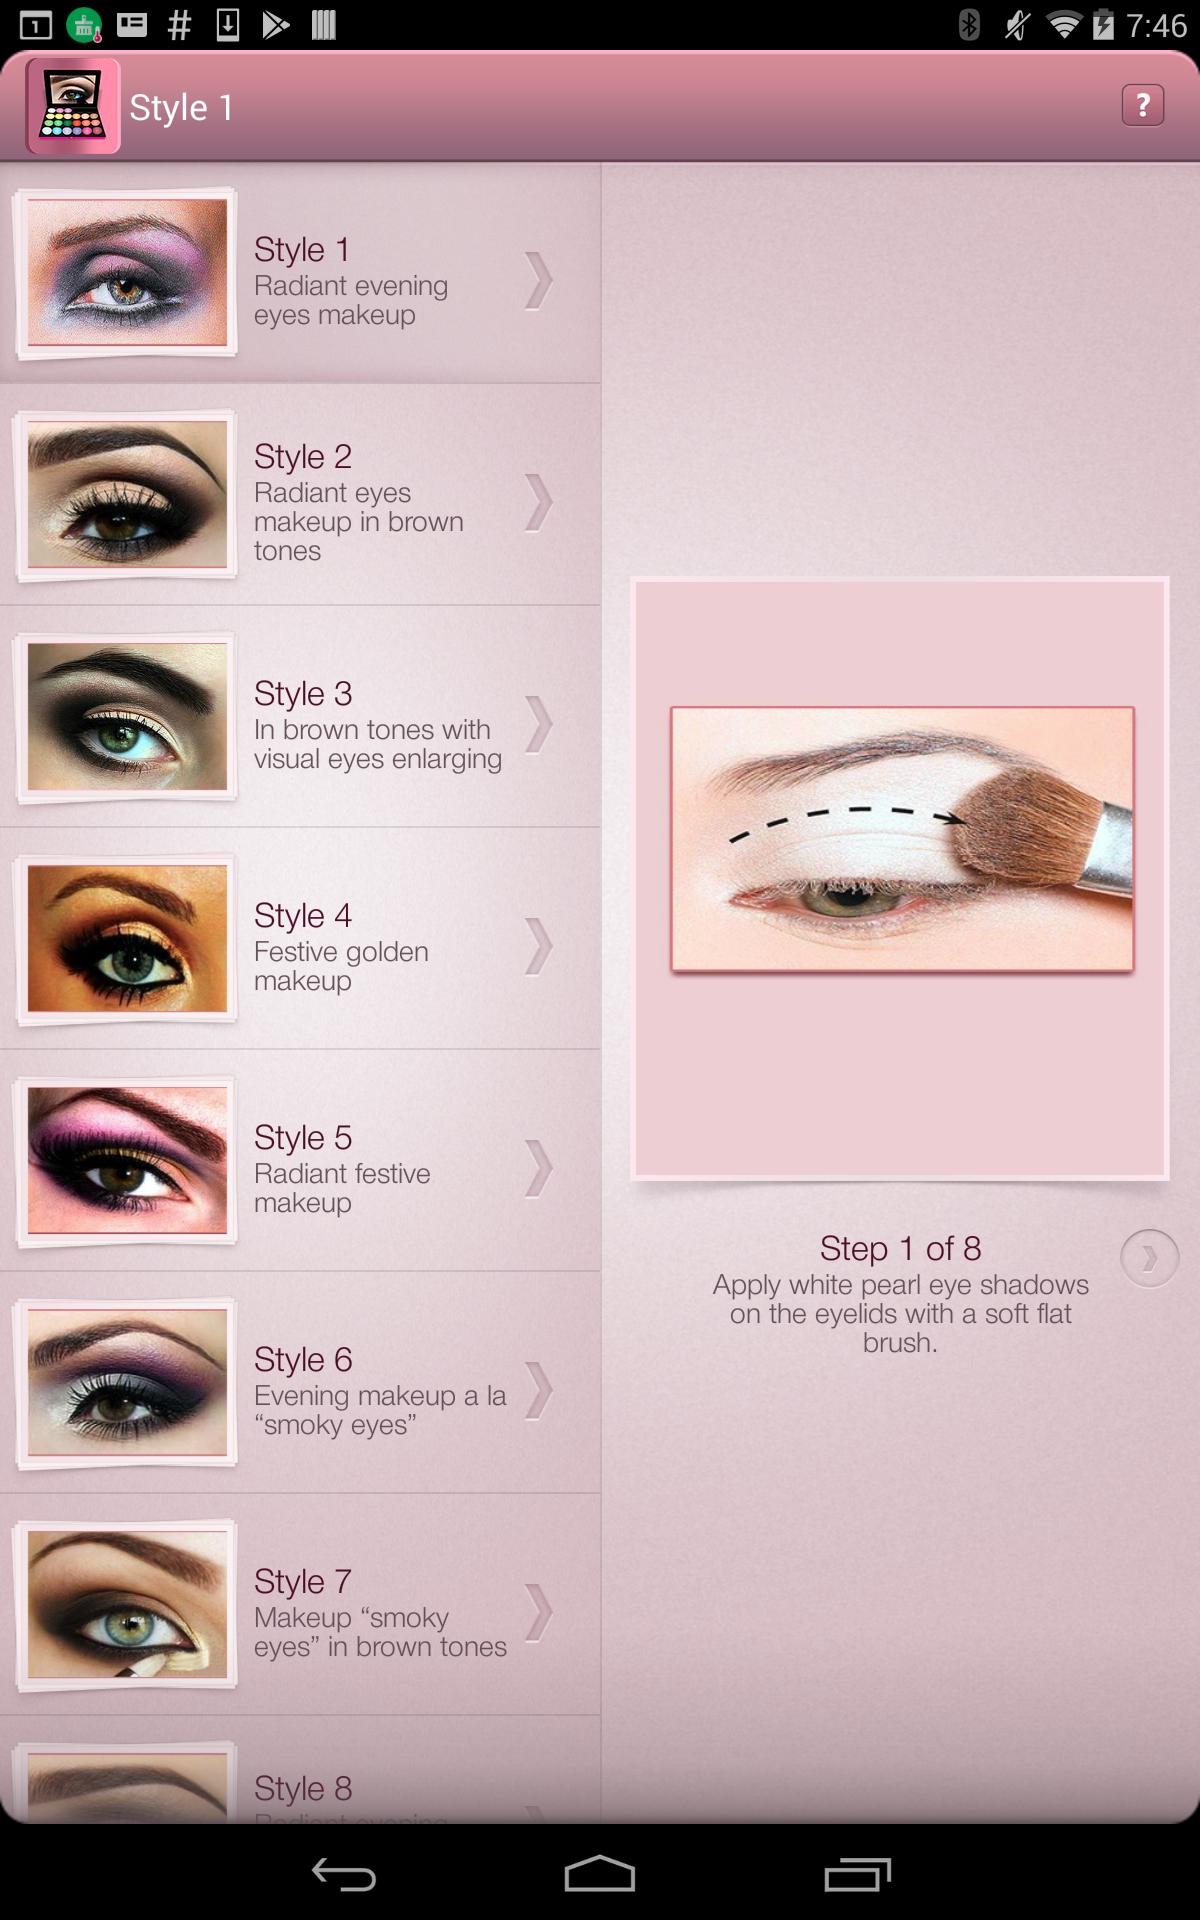 7:46
Style 1
?
Style 1
Radiant evening
eyes makeup
Style 2
Radiant eyes
makeup in brown
tones
Style 3
In brown tones with
visual eyes enlarging
Style 4
Festive golden
makeup
Style 5
Radiant festive
makeup
Style 6
Evening makeup a la
“smoky eyes”
Style 7
Makeup “smoky
eyes” in brown tones
Style 8
Radiant evening
Step 1 of 8
Apply white pearl eye shadows
on the eyelids with a soft flat
brush.